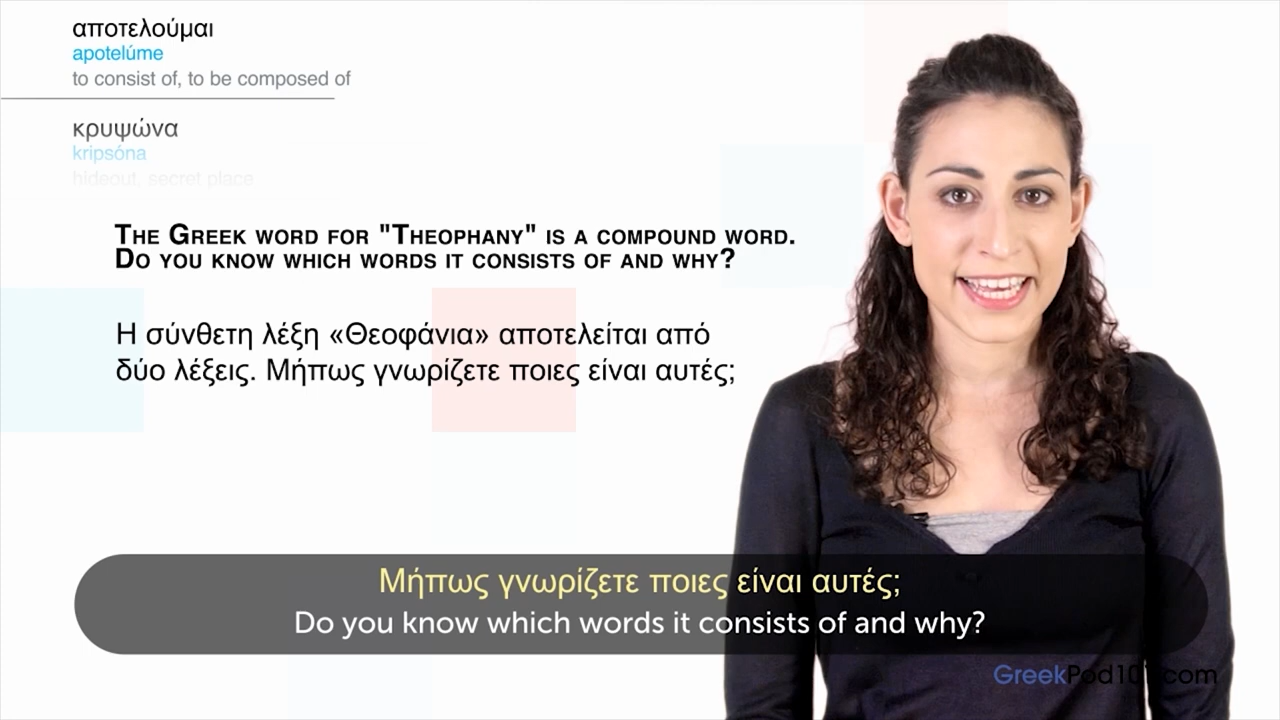 αποτελούμαι
apotelúme
to consist of, to be composed of
κρυψώνα
kripsóna
hideout, secret place
The Greek word for "Theophany" is a compound word.
Do you know which words it consists of and why?
Η σύνθετη λέξη «Θεοφάνια» αποτελείται από
δύο λέξεις. Μήπως γνωρίζετε ποιες είναι αυτές;
Μήπως γνωρίζετε ποιες είναι αυτές;
Do you know which words it consists of and why?
GreekPod101.com